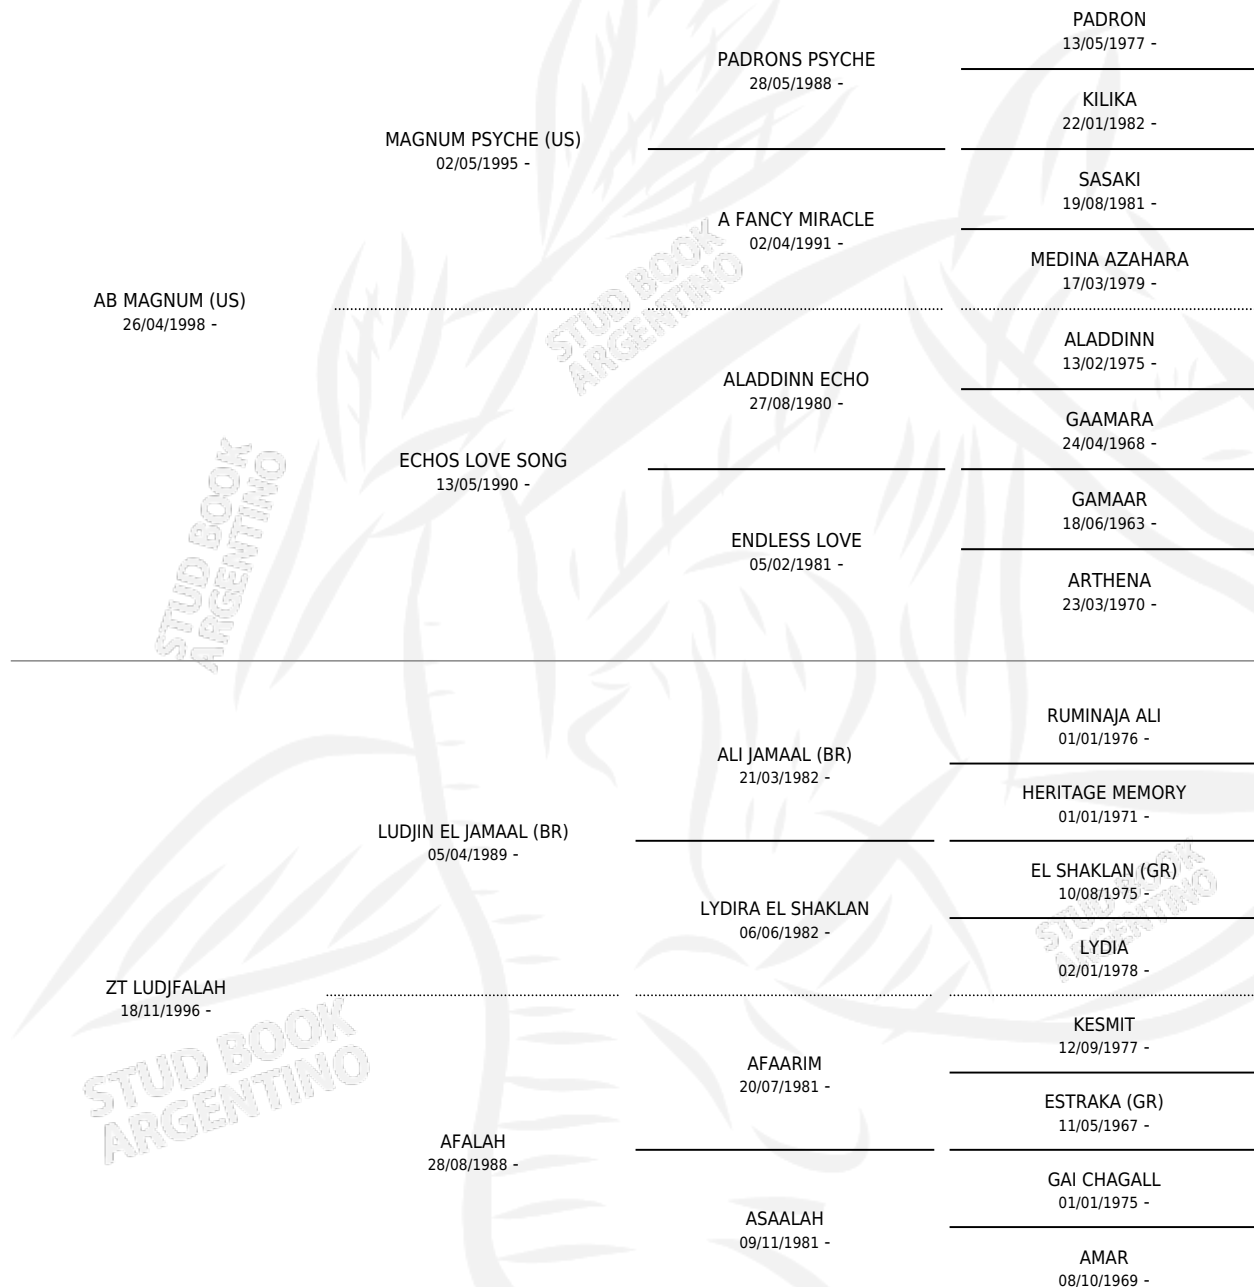 PADRON
13/05/1977 -
PADRONS PSYCHE
28/05/1988 -
KILIKA
22/01/1982 -
MAGNUM PSYCHE (US)
02/05/1995 -
SASAKI
19/08/1981 -
A FANCY MIRACLE
02/04/1991 -
MEDINA AZAHARA
17/03/1979 -
AB MAGNUM (US)
26/04/1998 -
STUD BOOK
ARGENTINO
ALADDINN
13/02/1975 -
ALADDINN ECHO
27/08/1980 -
GAAMARA
24/04/1968 -
ECHOS LOVE SONG
13/05/1990 -
GAMAAR
18/06/1963 -
ENDLESS LOVE
05/02/1981 -
ARTHENA
23/03/1970 -
STUD BOOK
ARGENTINO
RUMINAJA ALI
01/01/1976 -
ALI JAMAAL (BR)
21/03/1982 -
HERITAGE MEMORY
01/01/1971 -
LUDJIN EL JAMAAL (BR)
05/04/1989 -
EL SHAKLAN (GR)
10/08/1975 -
LYDIRA EL SHAKLAN
06/06/1982 -
STUD BOOK
ARGENTINO
LYDIA
02/01/1978 -
ZT LUDJFALAH
18/11/1996 -
KESMIT
12/09/1977 -
AFAARIM
20/07/1981 -
STUD BOOK
ARGENTINO
ESTRAKA (GR)
11/05/1967 -
AFALAH
28/08/1988 -
GAI CHAGALL
01/01/1975 -
ASAALAH
09/11/1981 -
AMAR
08/10/1969 -